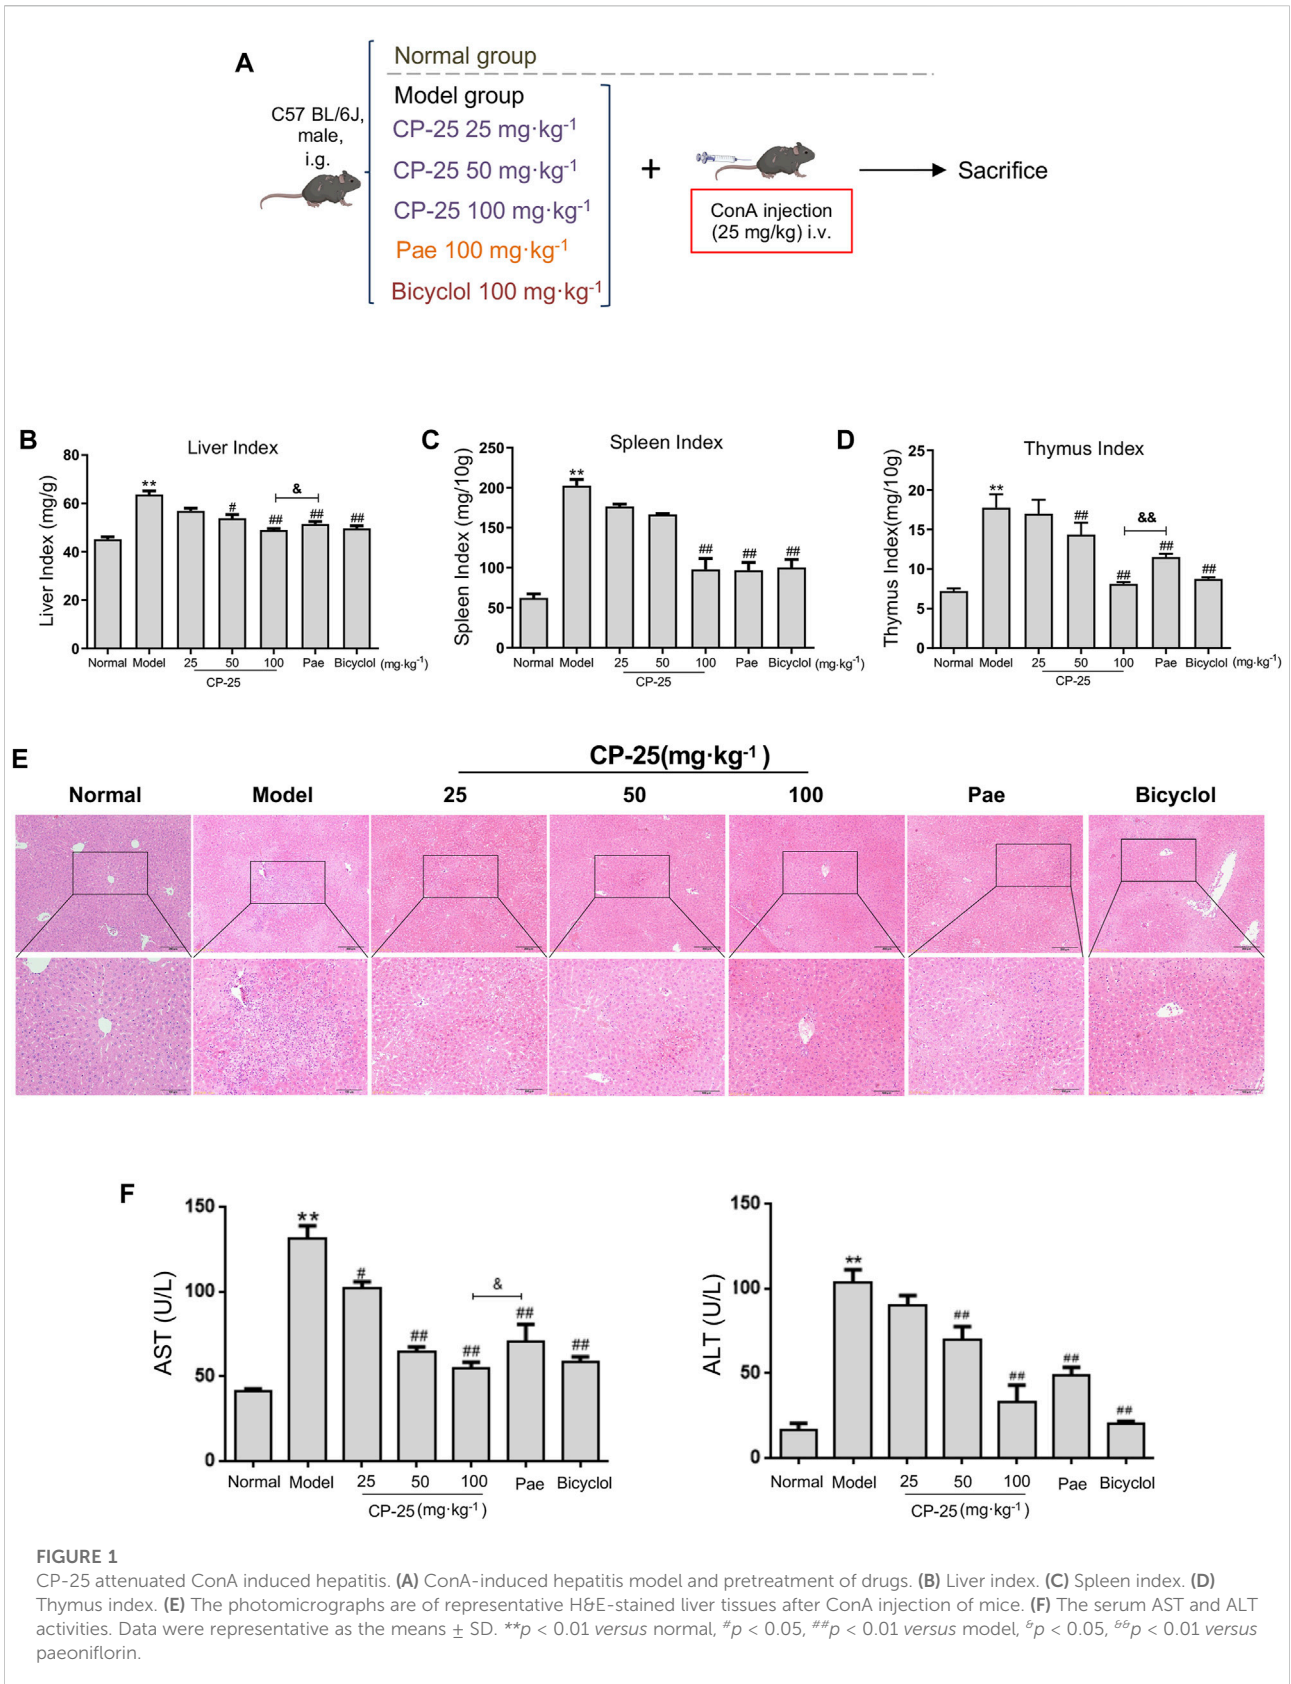 A
Normal group
Model group
C57 BL/6J,
male,
i.g.
CP-25 25 mg·kg-1
CP-25 50 mg·kg-1
CP-25 100 mg·kg-1
Pae 100 mg·kg-1
Bicyclol 100 mg·kg-1
+
ConA injection
(25 mg/kg) i.v.
Sacrifice
B
Liver Index
Liver Index (mg/g)
80
60
40
20
0
**
#
##
&
##
##
Normal Model 25 50 100 Pae Bicyclol (mg·kg-1)
CP-25
C
Spleen Index
Spleen Index (mg/10g)
250
200
150
100
50
0
**
##
##
##
Normal Model 25 50 100 Pae Bicyclol (mg·kg-1)
CP-25
D
Thymus Index
Thymus Index(mg/10g)
25
20
15
10
5
0
**
##
##
&&
##
##
Normal Model 25 50 100 Pae Bicyclol (mg·kg-1)
CP-25
E
CP-25(mg·kg-1 )
Normal Model 25 50 100 Pae Bicyclol
F
AST (U/L)
150
100
50
0
**
#
##
##
&
##
##
Normal Model 25 50 100 Pae Bicyclol
CP-25 (mg·kg-1 )
ALT (U/L)
150
100
50
0
**
##
##
##
##
Normal Model 25 50 100 Pae Bicyclol
CP-25 (mg·kg-1 )
FIGURE 1
CP-25 attenuated ConA induced hepatitis. (A) ConA-induced hepatitis model and pretreatment of drugs. (B) Liver index. (C) Spleen index. (D)
Thymus index. (E) The photomicrographs are of representative H&E-stained liver tissues after ConA injection of mice. (F) The serum AST and ALT
activities. Data were representative as the means ± SD. **p < 0.01 versus normal, #p < 0.05, ##p < 0.01 versus model, &p < 0.05, &&p < 0.01 versus
paeoniflorin.